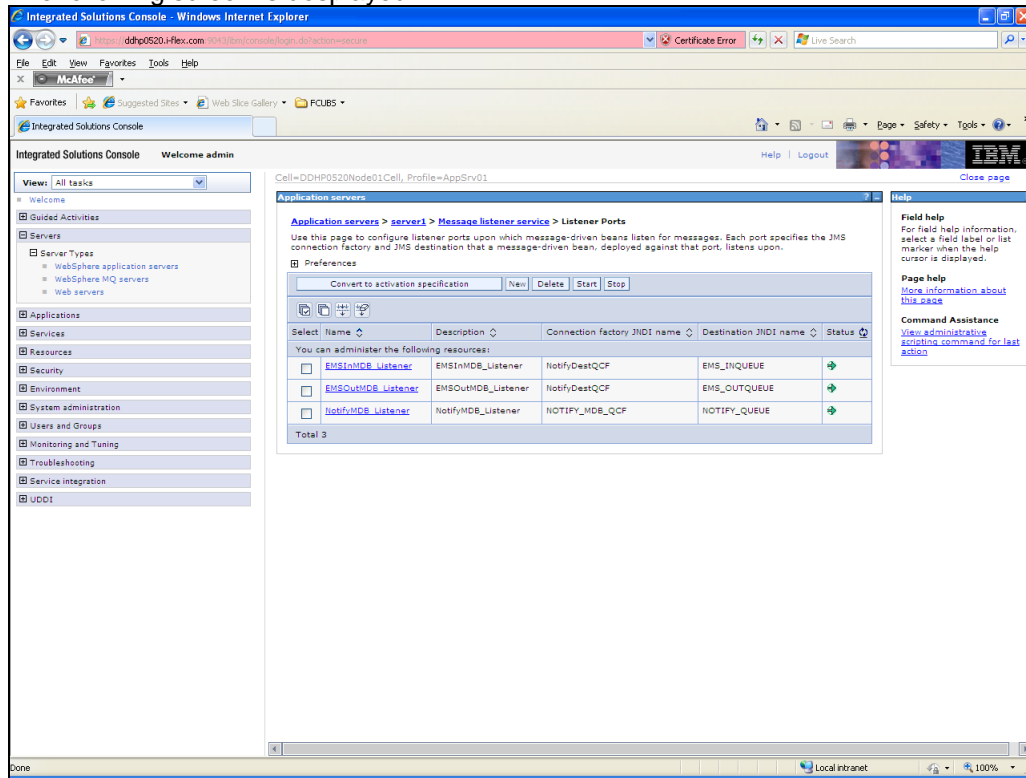 Integrated Solutions Console - Windows Internet Explorer
https://ddhp0520.i-flex.com:9043/ibm/console/login.do?action=secure
Certificate Error
Live Search
File Edit View Favorites Tools Help
McAfee
Favorites Suggested Sites Web Slice Gallery FCUBS
Integrated Solutions Console
Page Safety Tools
Integrated Solutions Console Welcome admin
Help | Logout
IBM.
View: All tasks
Welcome
Guided Activities
Servers
Server Types
WebSphere application servers
WebSphere MQ servers
Web servers
Applications
Services
Resources
Security
Environment
System administration
Users and Groups
Monitoring and Tuning
Troubleshooting
Service integration
UDDI
Cell=DDHP0520Node01Cell, Profile=AppSrv01
Close page
Application servers
? -
Application servers > server1 > Message listener service > Listener Ports
Use this page to configure listener ports upon which message-driven beans listen for messages. Each port specifies the JMS
connection factory and JMS destination that a message-driven bean, deployed against that port, listens upon.
Preferences
Convert to activation specification New Delete Start Stop
Select Name Description Connection factory JNDI name Destination JNDI name Status
You can administer the following resources:
EMSInMDB_Listener EMSInMDB_Listener NotifyDestQCF EMS_INQUEUE
EMSOutMDB_Listener EMSOutMDB_Listener NotifyDestQCF EMS_OUTQUEUE
NotifyMDB_Listener NotifyMDB_Listener NOTIFY_MDB_QCF NOTIFY_QUEUE
Total 3
Help
Field help
For field help information,
select a field label or list
marker when the help
cursor is displayed.
Page help
More information about
this page
Command Assistance
View administrative
scripting command for last
action
Done
Local intranet
100%